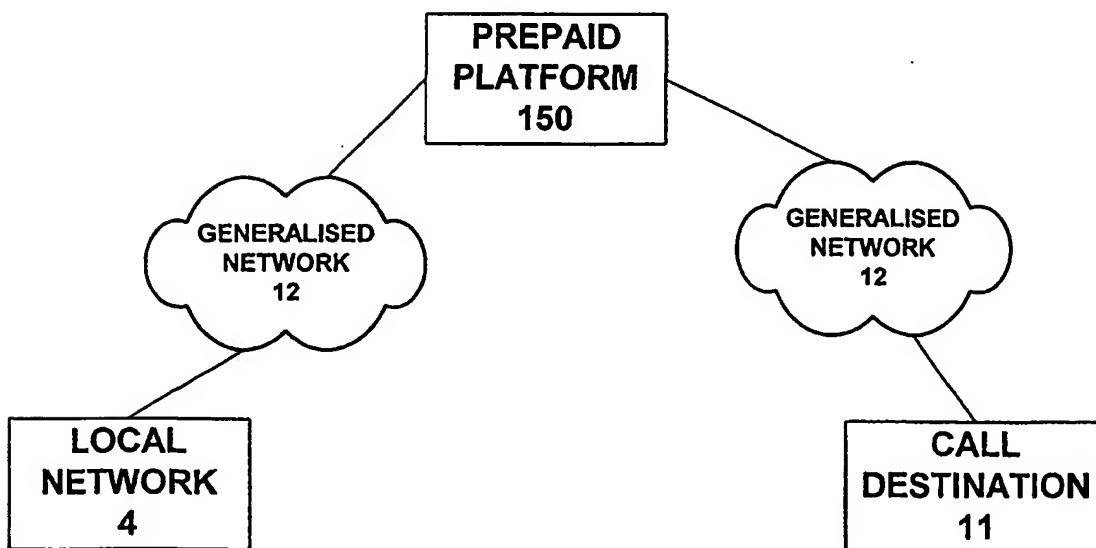 PREPAID
PLATFORM
150
GENERALISED
NETWORK
12
GENERALISED
NETWORK
12
LOCAL
NETWORK
4
CALL
DESTINATION
11